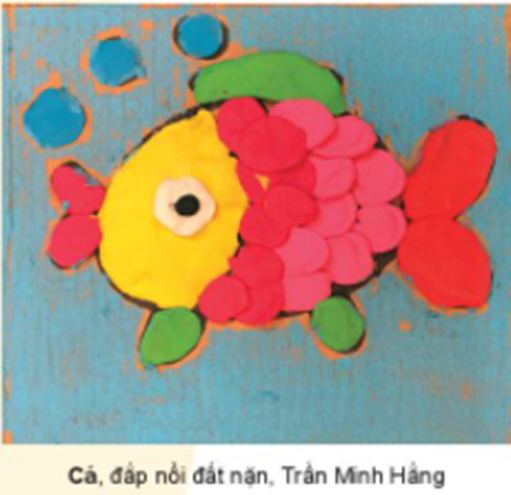 Cá, đắp nổi đất nặn, Trần Minh Hằng